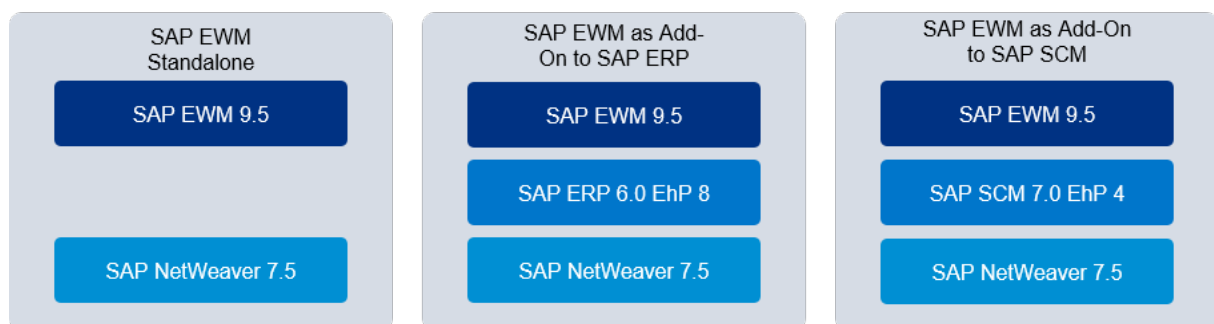 SAP EWM
Standalone
SAP EWM 9.5
SAP NetWeaver 7.5
SAP EWM as Add-
On to SAP ERP
SAP EWM 9.5
SAP ERP 6.0 EhP 8
SAP NetWeaver 7.5
SAP EWM as Add-On
to SAP SCM
SAP EWM 9.5
SAP SCM 7.0 EhP 4
SAP NetWeaver 7.5